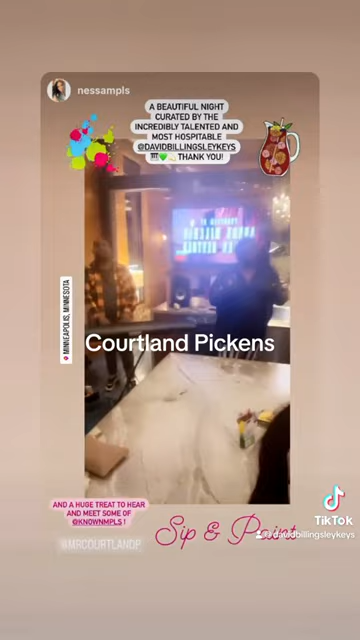 nessampls
A BEAUTIFUL NIGHT
CURATED BY THE
INCREDIBLY TALENTED AND
MOST HOSPITABLE
@DAVIDBILLINGSLEYKEYS
🎹💚💫 THANK YOU!
MINNEAPOLIS, MINNESOTA
Courtland Pickens
AND A HUGE TREAT TO HEAR
AND MEET SOME OF
@KNOWNMPLS !
@MRCOURTLANDP
Sip & Paint
TikTok
@davidbillingsleykeys